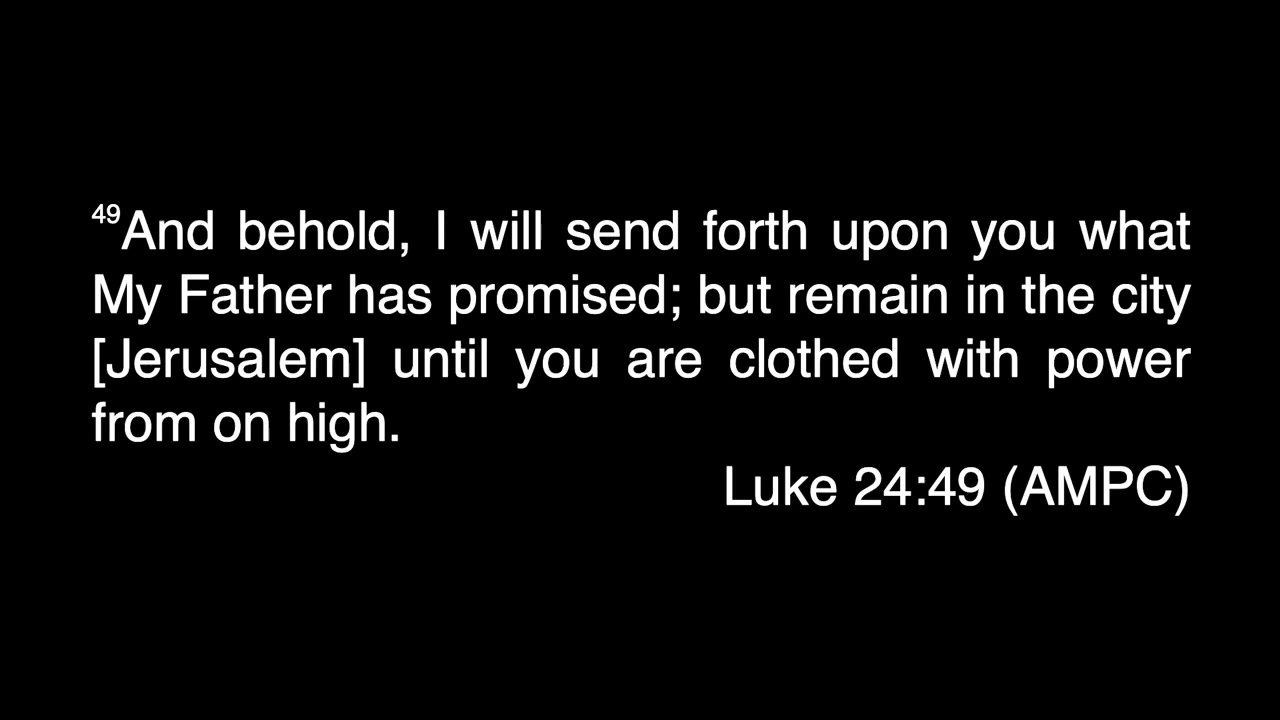 49And behold, I will send forth upon you what
My Father has promised; but remain in the city
[Jerusalem] until you are clothed with power
from on high.
Luke 24:49 (AMPC)